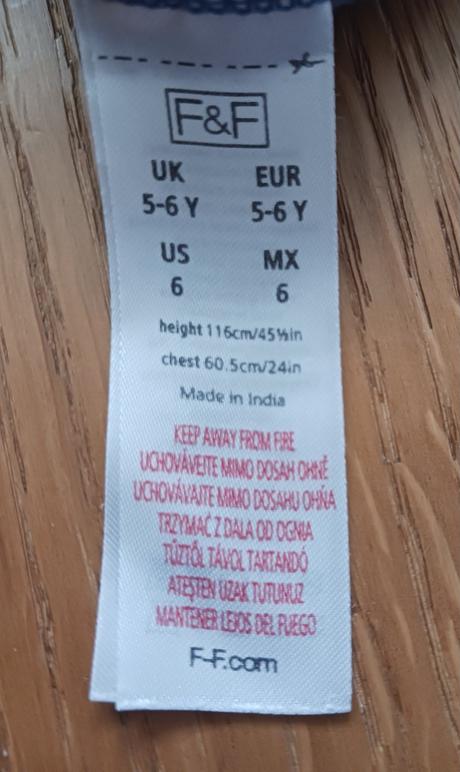 F&F
UK EUR
5-6 Y 5-6 Y
US MX
6 6
height 116cm/45½in
chest 60.5cm/24in
Made in India
KEEP AWAY FROM FIRE
UCHOVÁVEJTE MIMO DOSAH OHNĚ
UCHOVÁVAJTE MIMO DOSAHU OHŇA
TRZYMAĆ Z DALA OD OGNIA
TŰZTŐL TÁVOL TARTANDÓ
ATEŞTEN UZAK TUTUNUZ
MANTENER LEJOS DEL FUEGO
F-F.com